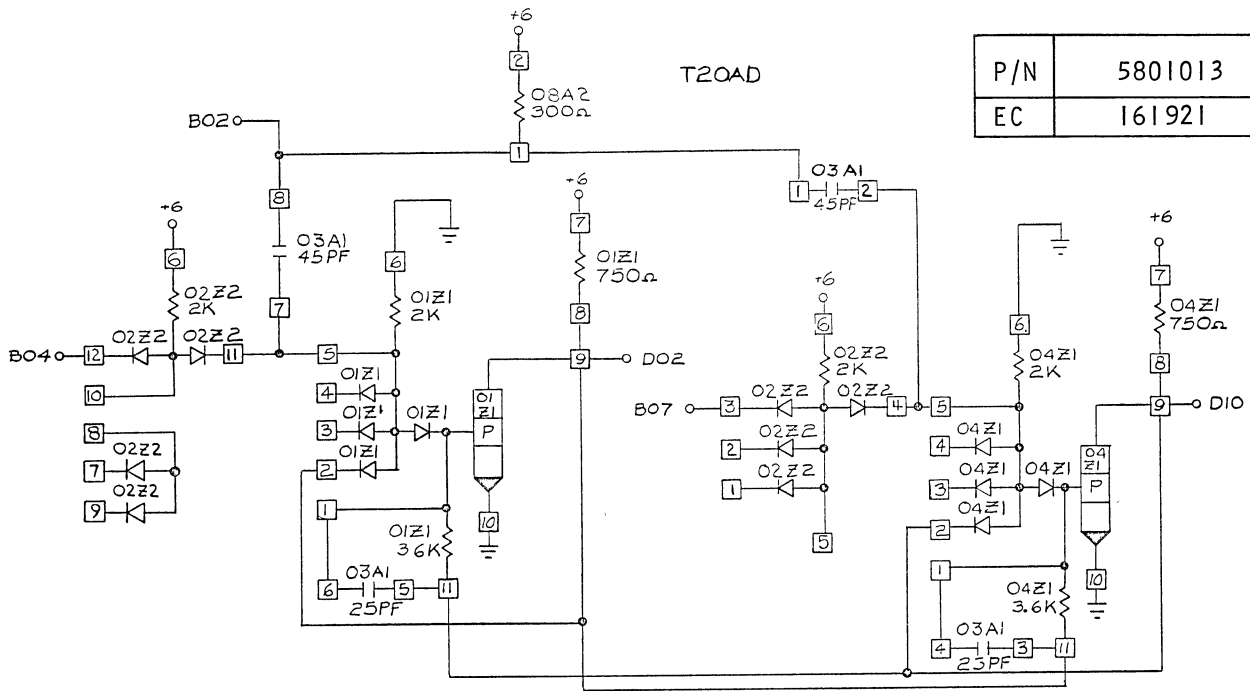 +6
2
T20AD
P/N 5801013
EC 161921
08A2
300Ω
B02
1
03A1
45PF
1
2
8
+6
+6
7
+6
6
03A1
45PF
6
01Z1
750Ω
6
7
02Z2
2K
7
01Z1
2K
8
+6
6
04Z1
750Ω
B04
12
02Z2
02Z2
11
5
9
D02
02Z2
2K
04Z1
2K
8
10
4
01Z1
01
Z1
P
B07
3
02Z2
02Z2
4
5
9
D10
8
3
01Z1
01Z1
2
02Z2
4
04Z1
04
Z1
P
7
02Z2
2
01Z1
1
02Z2
3
04Z1
04Z1
9
02Z2
1
10
5
2
04Z1
01Z1
3.6K
1
10
6
03A1
25PF
5
11
04Z1
3.6K
4
03A1
23PF
3
11